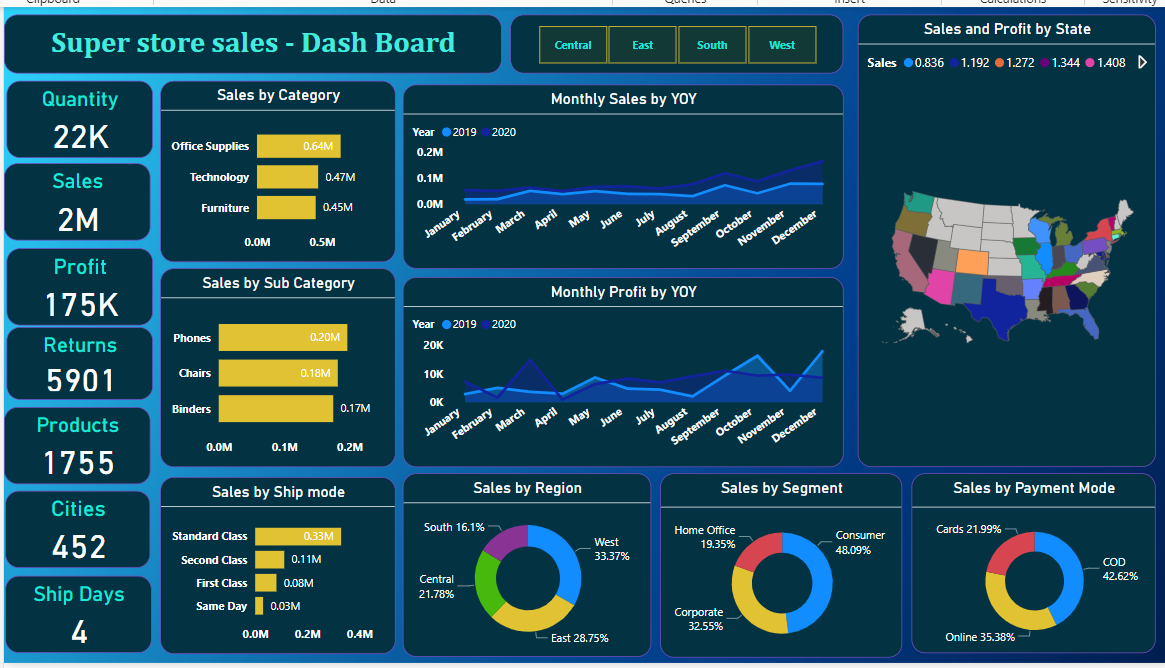 Clipboard
Data
Queries
Insert
Calculations
Sensitivity
Super store sales - Dash Board
Central
East
South
West
Sales and Profit by State
Sales 0.836 1.192 1.272 1.344 1.408
Quantity
22K
Sales
2M
Profit
175K
Returns
5901
Products
1755
Cities
452
Ship Days
4
Sales by Category
Office Supplies 0.64M
Technology 0.47M
Furniture 0.45M
0.0M 0.5M
Sales by Sub Category
Phones 0.20M
Chairs 0.18M
Binders 0.17M
0.0M 0.1M 0.2M
Sales by Ship mode
Standard Class 0.33M
Second Class 0.11M
First Class 0.08M
Same Day 0.03M
0.0M 0.2M 0.4M
Monthly Sales by YOY
Year 2019 2020
0.2M
0.1M
0.0M
January February March April May June July August September October November December
Monthly Profit by YOY
Year 2019 2020
20K
10K
0K
January February March April May June July August September October November December
Sales by Region
South 16.1%
West
33.37%
Central
21.78%
East 28.75%
Sales by Segment
Home Office
19.35%
Consumer
48.09%
Corporate
32.55%
Sales by Payment Mode
Cards 21.99%
COD
42.62%
Online 35.38%